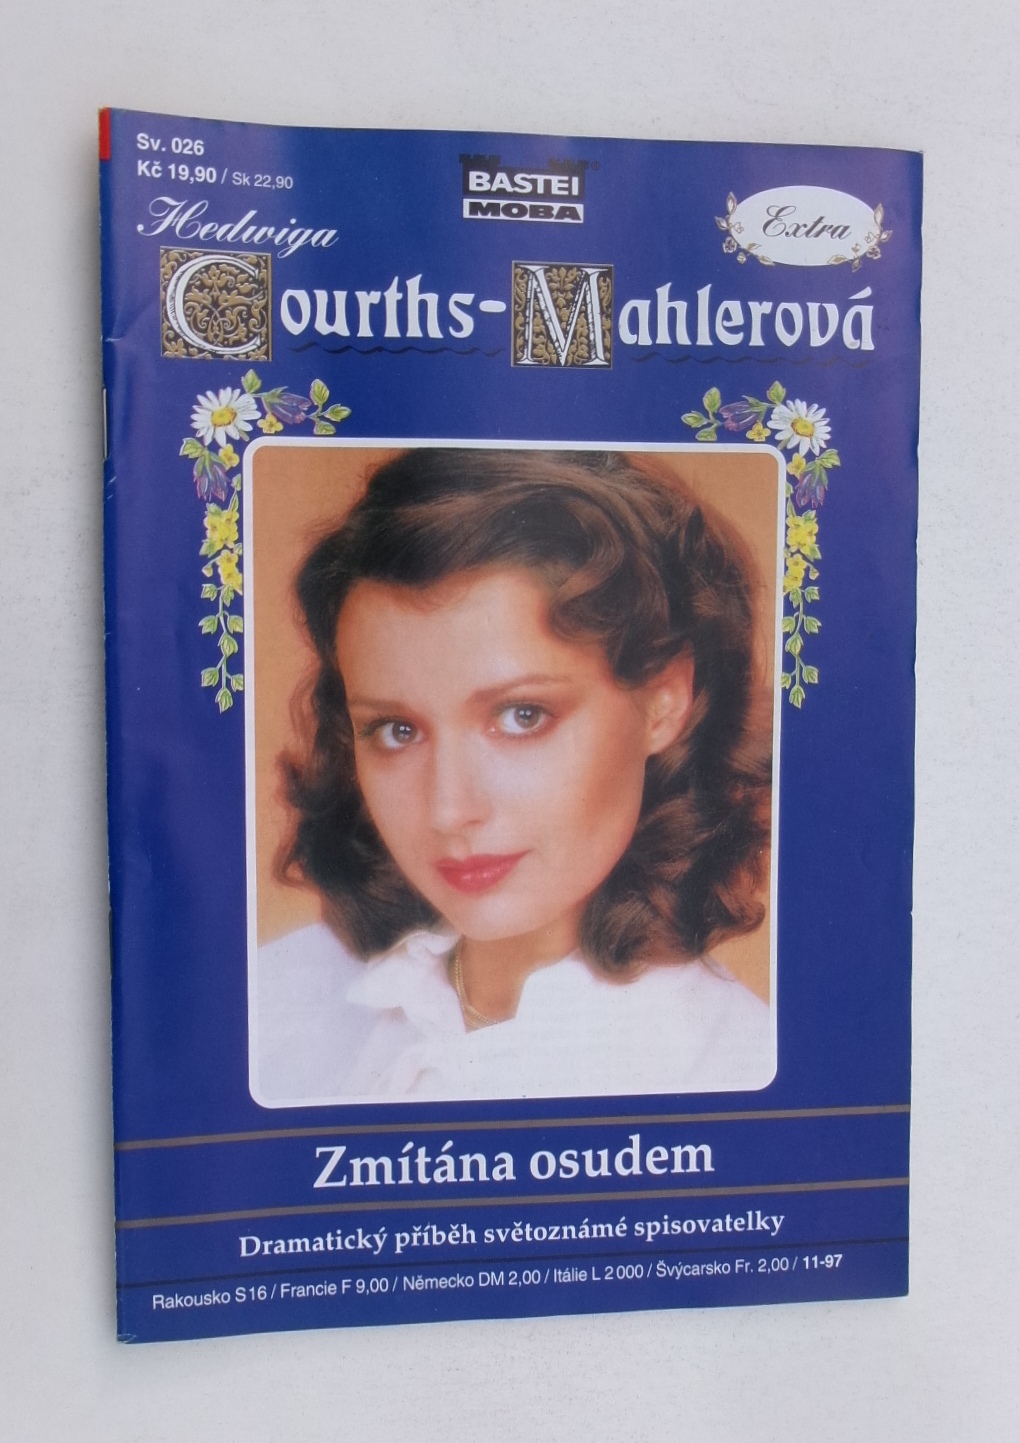 Sv. 026
Kč 19,90 / Sk 22,90
BASTEI
MOBA
Extra
Hedwiga
Courths-Mahlerová
Zmítána osudem
Dramatický příběh světoznámé spisovatelky
Rakousko S 16 / Francie F 9,00 / Německo DM 2,00 / Itálie L 2 000 / Švýcarsko Fr. 2,00 / 11-97